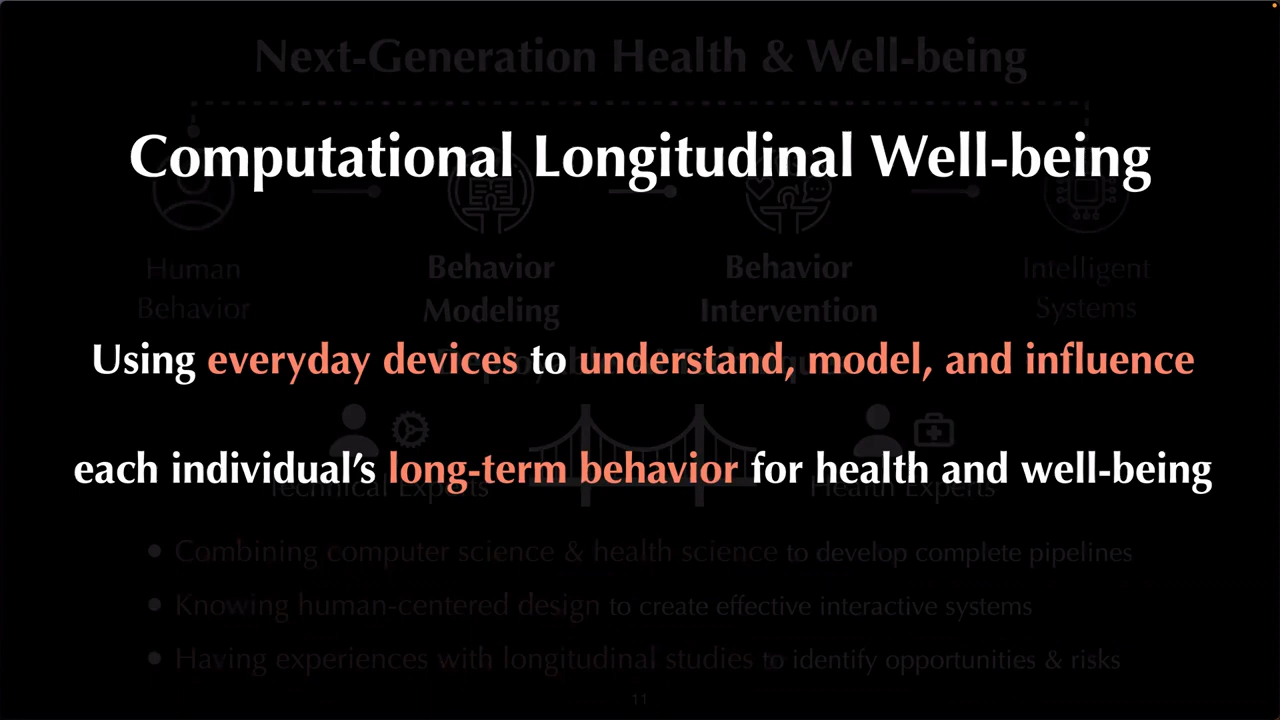 Next-Generation Health & Well-being
Computational Longitudinal Well-being
Human
Behavior
Behavior
Modeling
Behavior
Intervention
Intelligent
Systems
Using everyday devices to understand, model, and influence
each individual’s long-term behavior for health and well-being
Technical Experts
Health Experts
• Combining computer science & health science to develop complete pipelines
• Knowing human-centered design to create effective interactive systems
• Having experiences with longitudinal studies to identify opportunities & risks
11